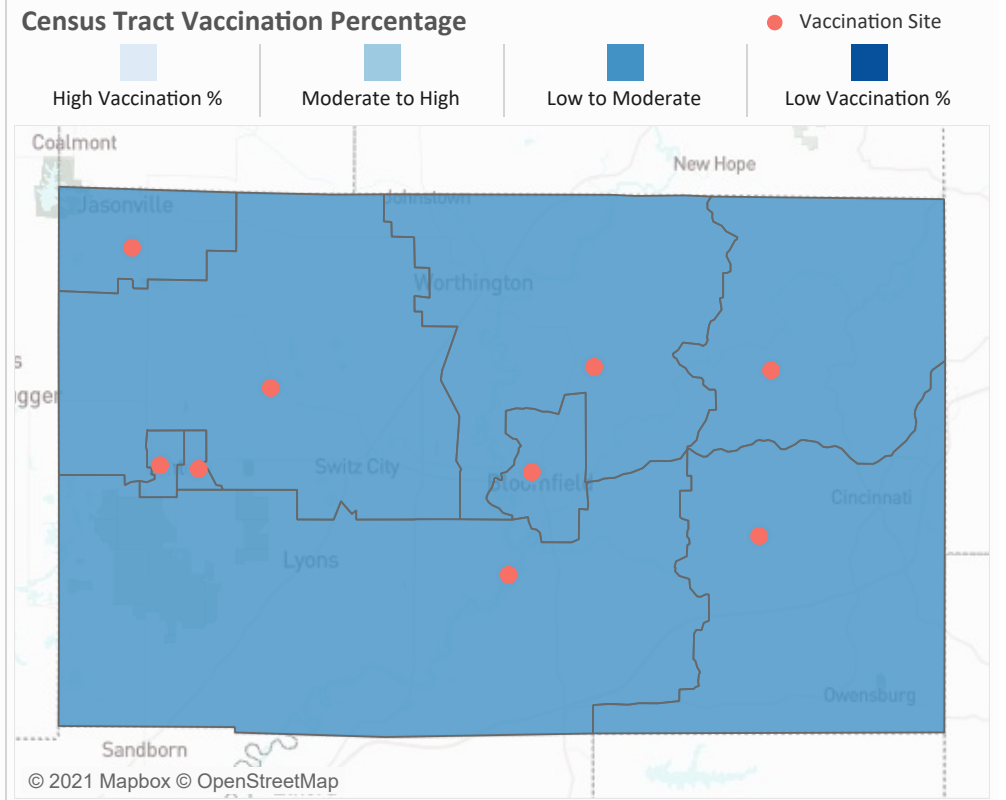 Census Tract Vaccination Percentage
Vaccination Site
High Vaccination %
Moderate to High
Low to Moderate
Low Vaccination %
Coalmont
New Hope
Jasonville
Johnstown
Worthington
Switz City
Bloomfield
Cincinnati
Lyons
Owensburg
Sandborn
© 2021 Mapbox © OpenStreetMap